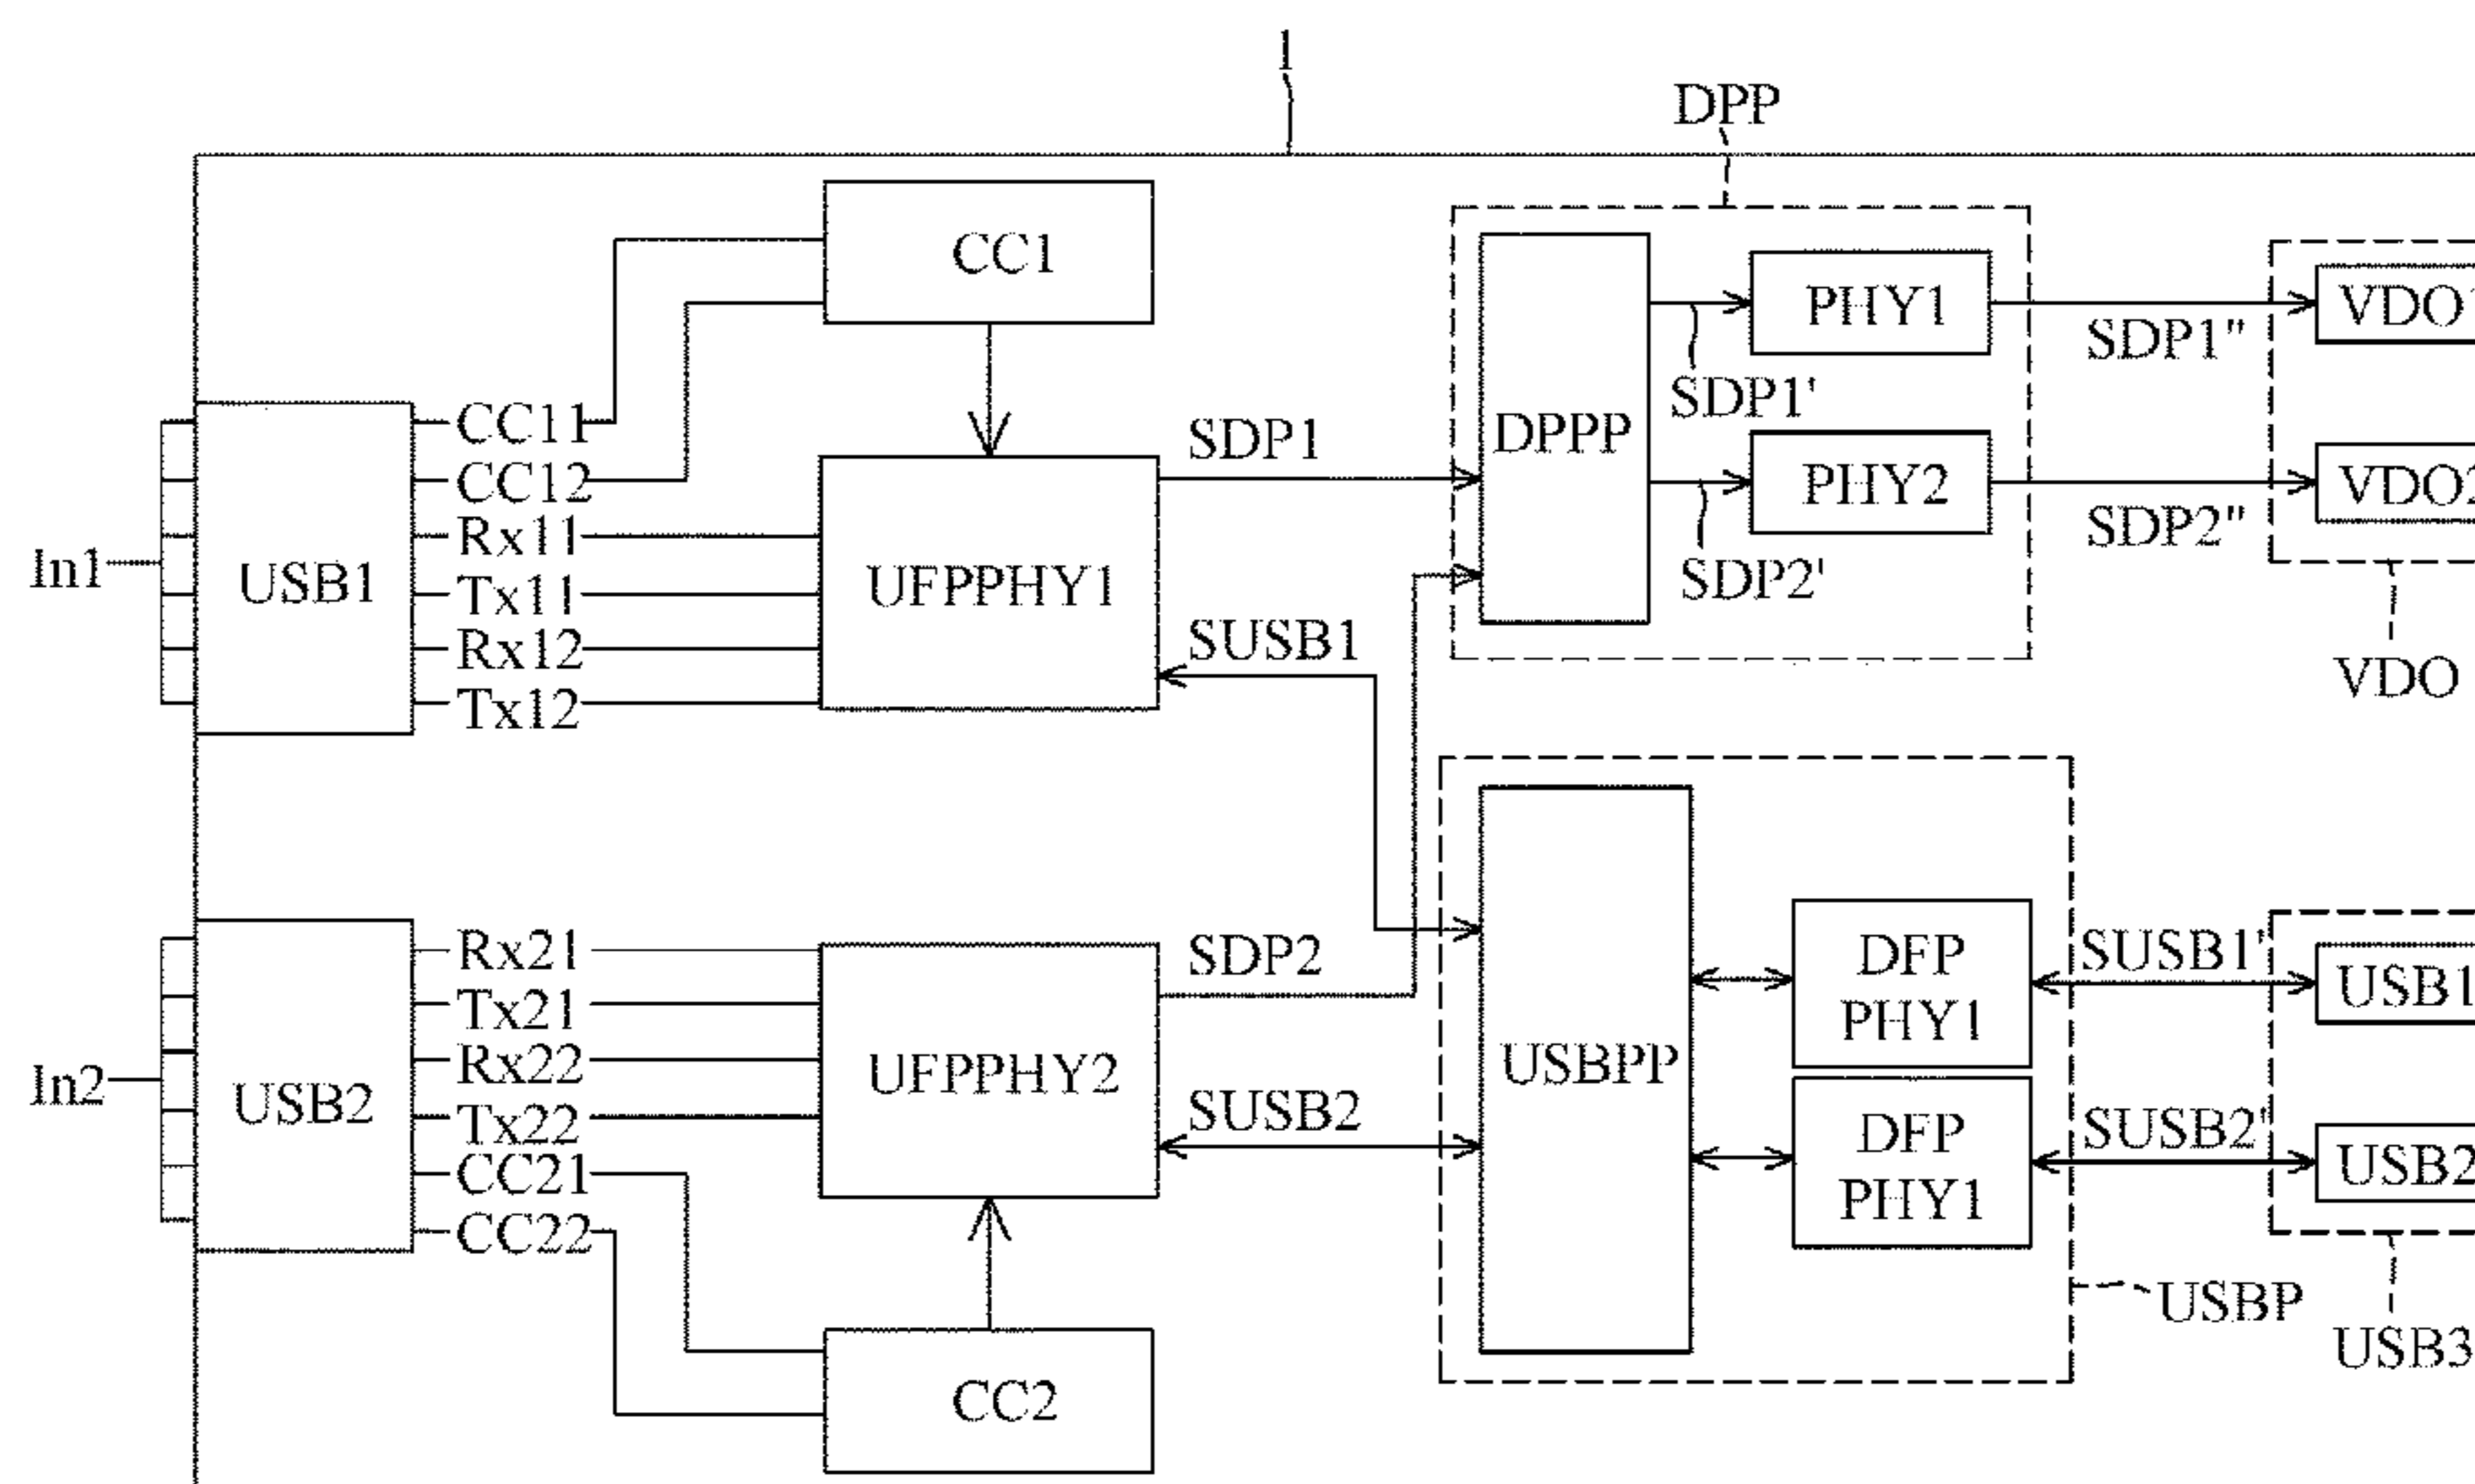 1
DPP
CC1
PHY1
VDO1
SDP1"
SDP1'
CC11
CC12
SDP1
DPPP
PHY2
VDO2
SDP2"
Rx11
In1
USB1
Tx11
UFPPHY1
SDP2'
Rx12
SUSB1
VDO
Tx12
Rx21
SDP2
DFP
PHY1
SUSB1'
USB1
Tx21
Rx22
USBPP
In2
USB2
UFPPHY2
Tx22
SUSB2
DFP
PHY1
SUSB2'
USB2
CC21
CC22
USBP
USB3
CC2